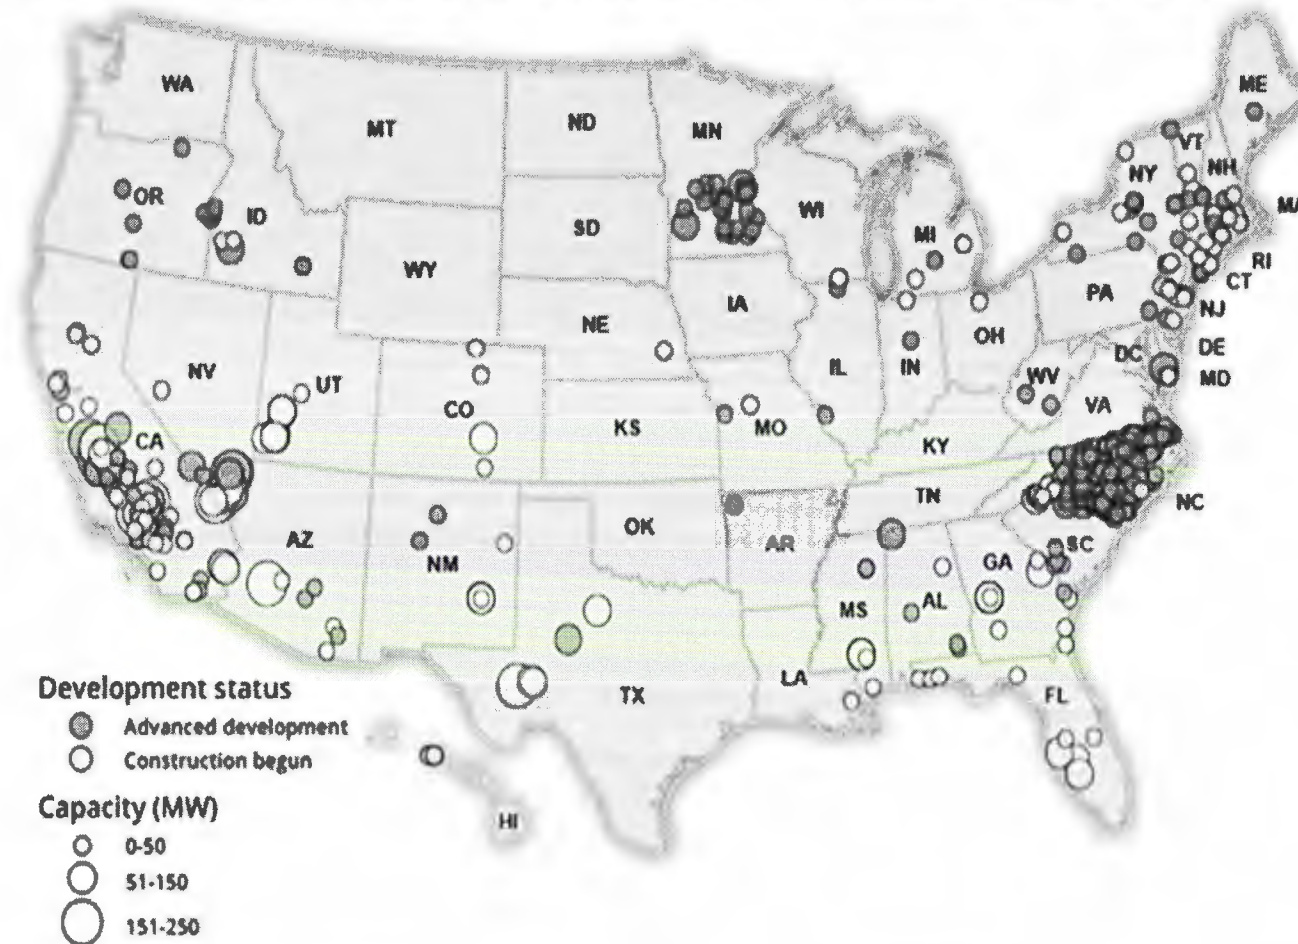 WA
ME
MT
ND
MN
VT
NH
NY
OR
ID
WI
MA
SD
MI
WY
RI
CT
PA
NJ
IA
NE
OH
DE
NV
DC
IL
IN
MD
UT
WV
CO
VA
KS
MO
CA
KY
NC
TN
OK
AZ
AR
SC
NM
GA
MS
AL
LA
TX
FL
Development status
Advanced development
Construction begun
Capacity (MW)
HI
0-50
51-150
151-250